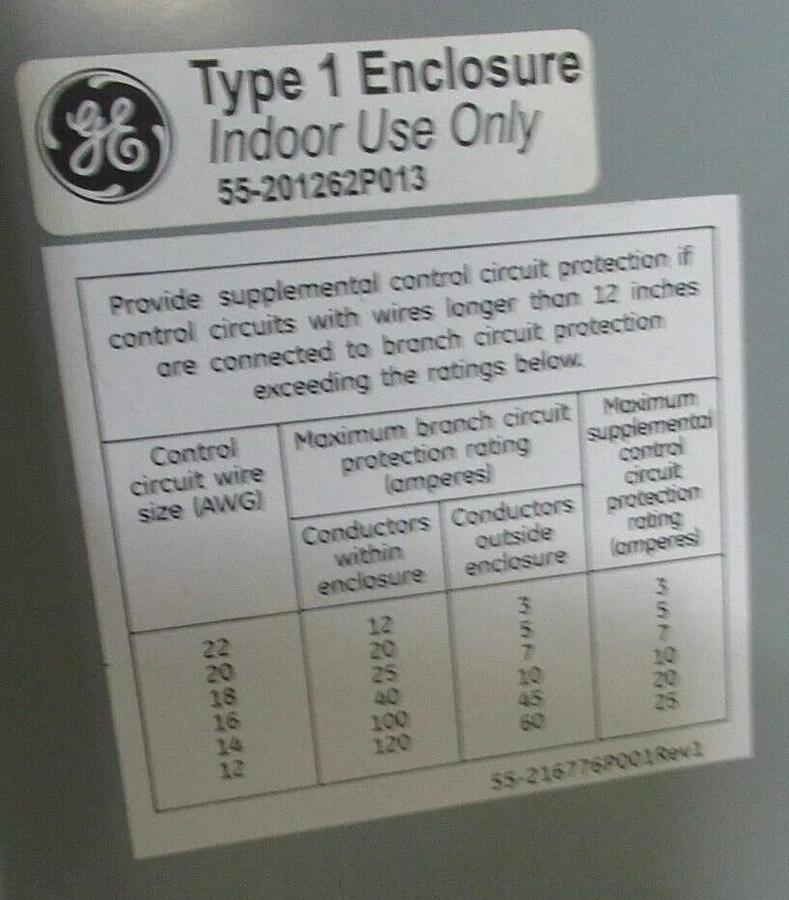 GE
Type 1 Enclosure
Indoor Use Only
55-201262P013
Provide supplemental control circuit protection if
control circuits with wires longer than 12 inches
are connected to branch circuit protection
exceeding the ratings below.
Control
circuit wire
size (AWG)
Maximum branch circuit
protection rating
(amperes)
Conductors
within
enclosure
Conductors
outside
enclosure
Maximum
supplemental
control
circuit
protection
rating
(amperes)
22 12 3 3
20 20 5 5
18 25 7 7
16 40 10 10
14 100 45 20
12 120 60 25
55-216776P001Rev1